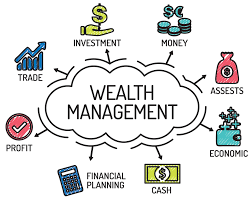 INVESTMENT
MONEY
TRADE
ASSESTS
WEALTH
MANAGEMENT
PROFIT
ECONOMIC
FINANCIAL
PLANNING
CASH